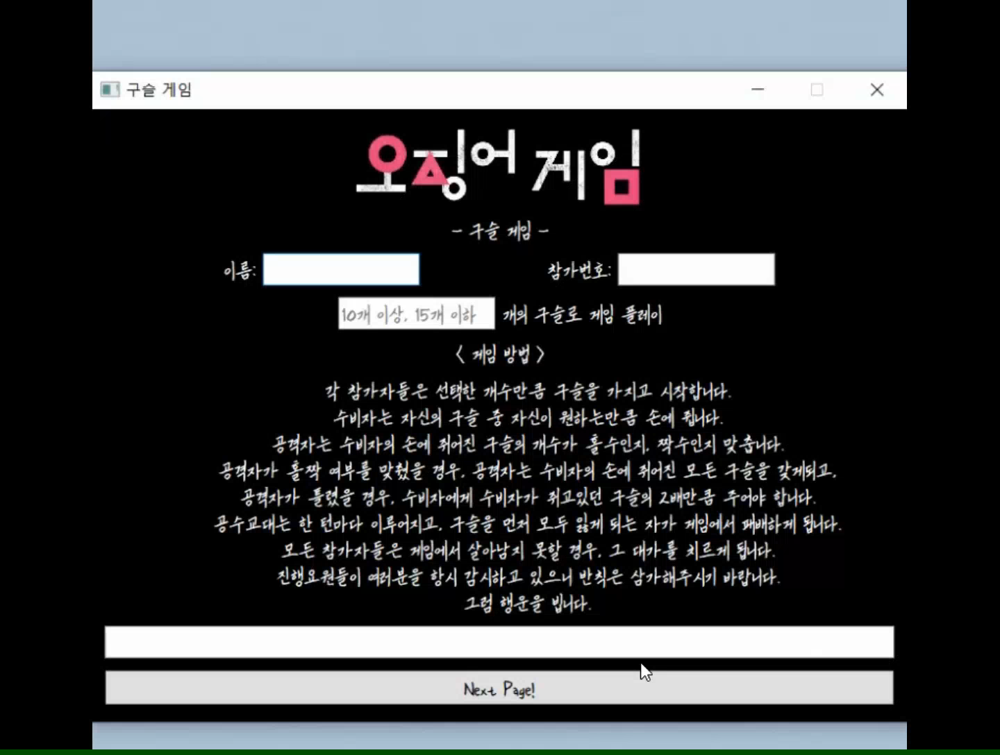 구슬 게임
오징어 게임
- 구슬 게임 -
이름: 참가번호:
10개 이상, 15개 이하 개의 구슬로 게임 플레이
< 게임 방법 >
각 참가자들은 선택한 개수만큼 구슬을 가지고 시작합니다.
수비자는 자신의 구슬 중 자신이 원하는만큼 손에 쥡니다.
공격자는 수비자의 손에 쥐어진 구슬의 개수가 홀수인지, 짝수인지 맞춥니다.
공격자가 홀짝 여부를 맞췄을 경우, 공격자는 수비자의 손에 쥐어진 모든 구슬을 갖게되고,
공격자가 틀렸을 경우, 수비자에게 수비자가 쥐고있던 구슬의 2배만큼 주어야 합니다.
공수교대는 한 턴마다 이루어지고, 구슬을 먼저 모두 잃게 되는 자가 게임에서 패배하게 됩니다.
모든 참가자들은 게임에서 살아남지 못할 경우, 그 대가를 치르게 됩니다.
진행요원들이 여러분을 항시 감시하고 있으니 반칙은 삼가해주시기 바랍니다.
그럼 행운을 빕니다.
Next Page!